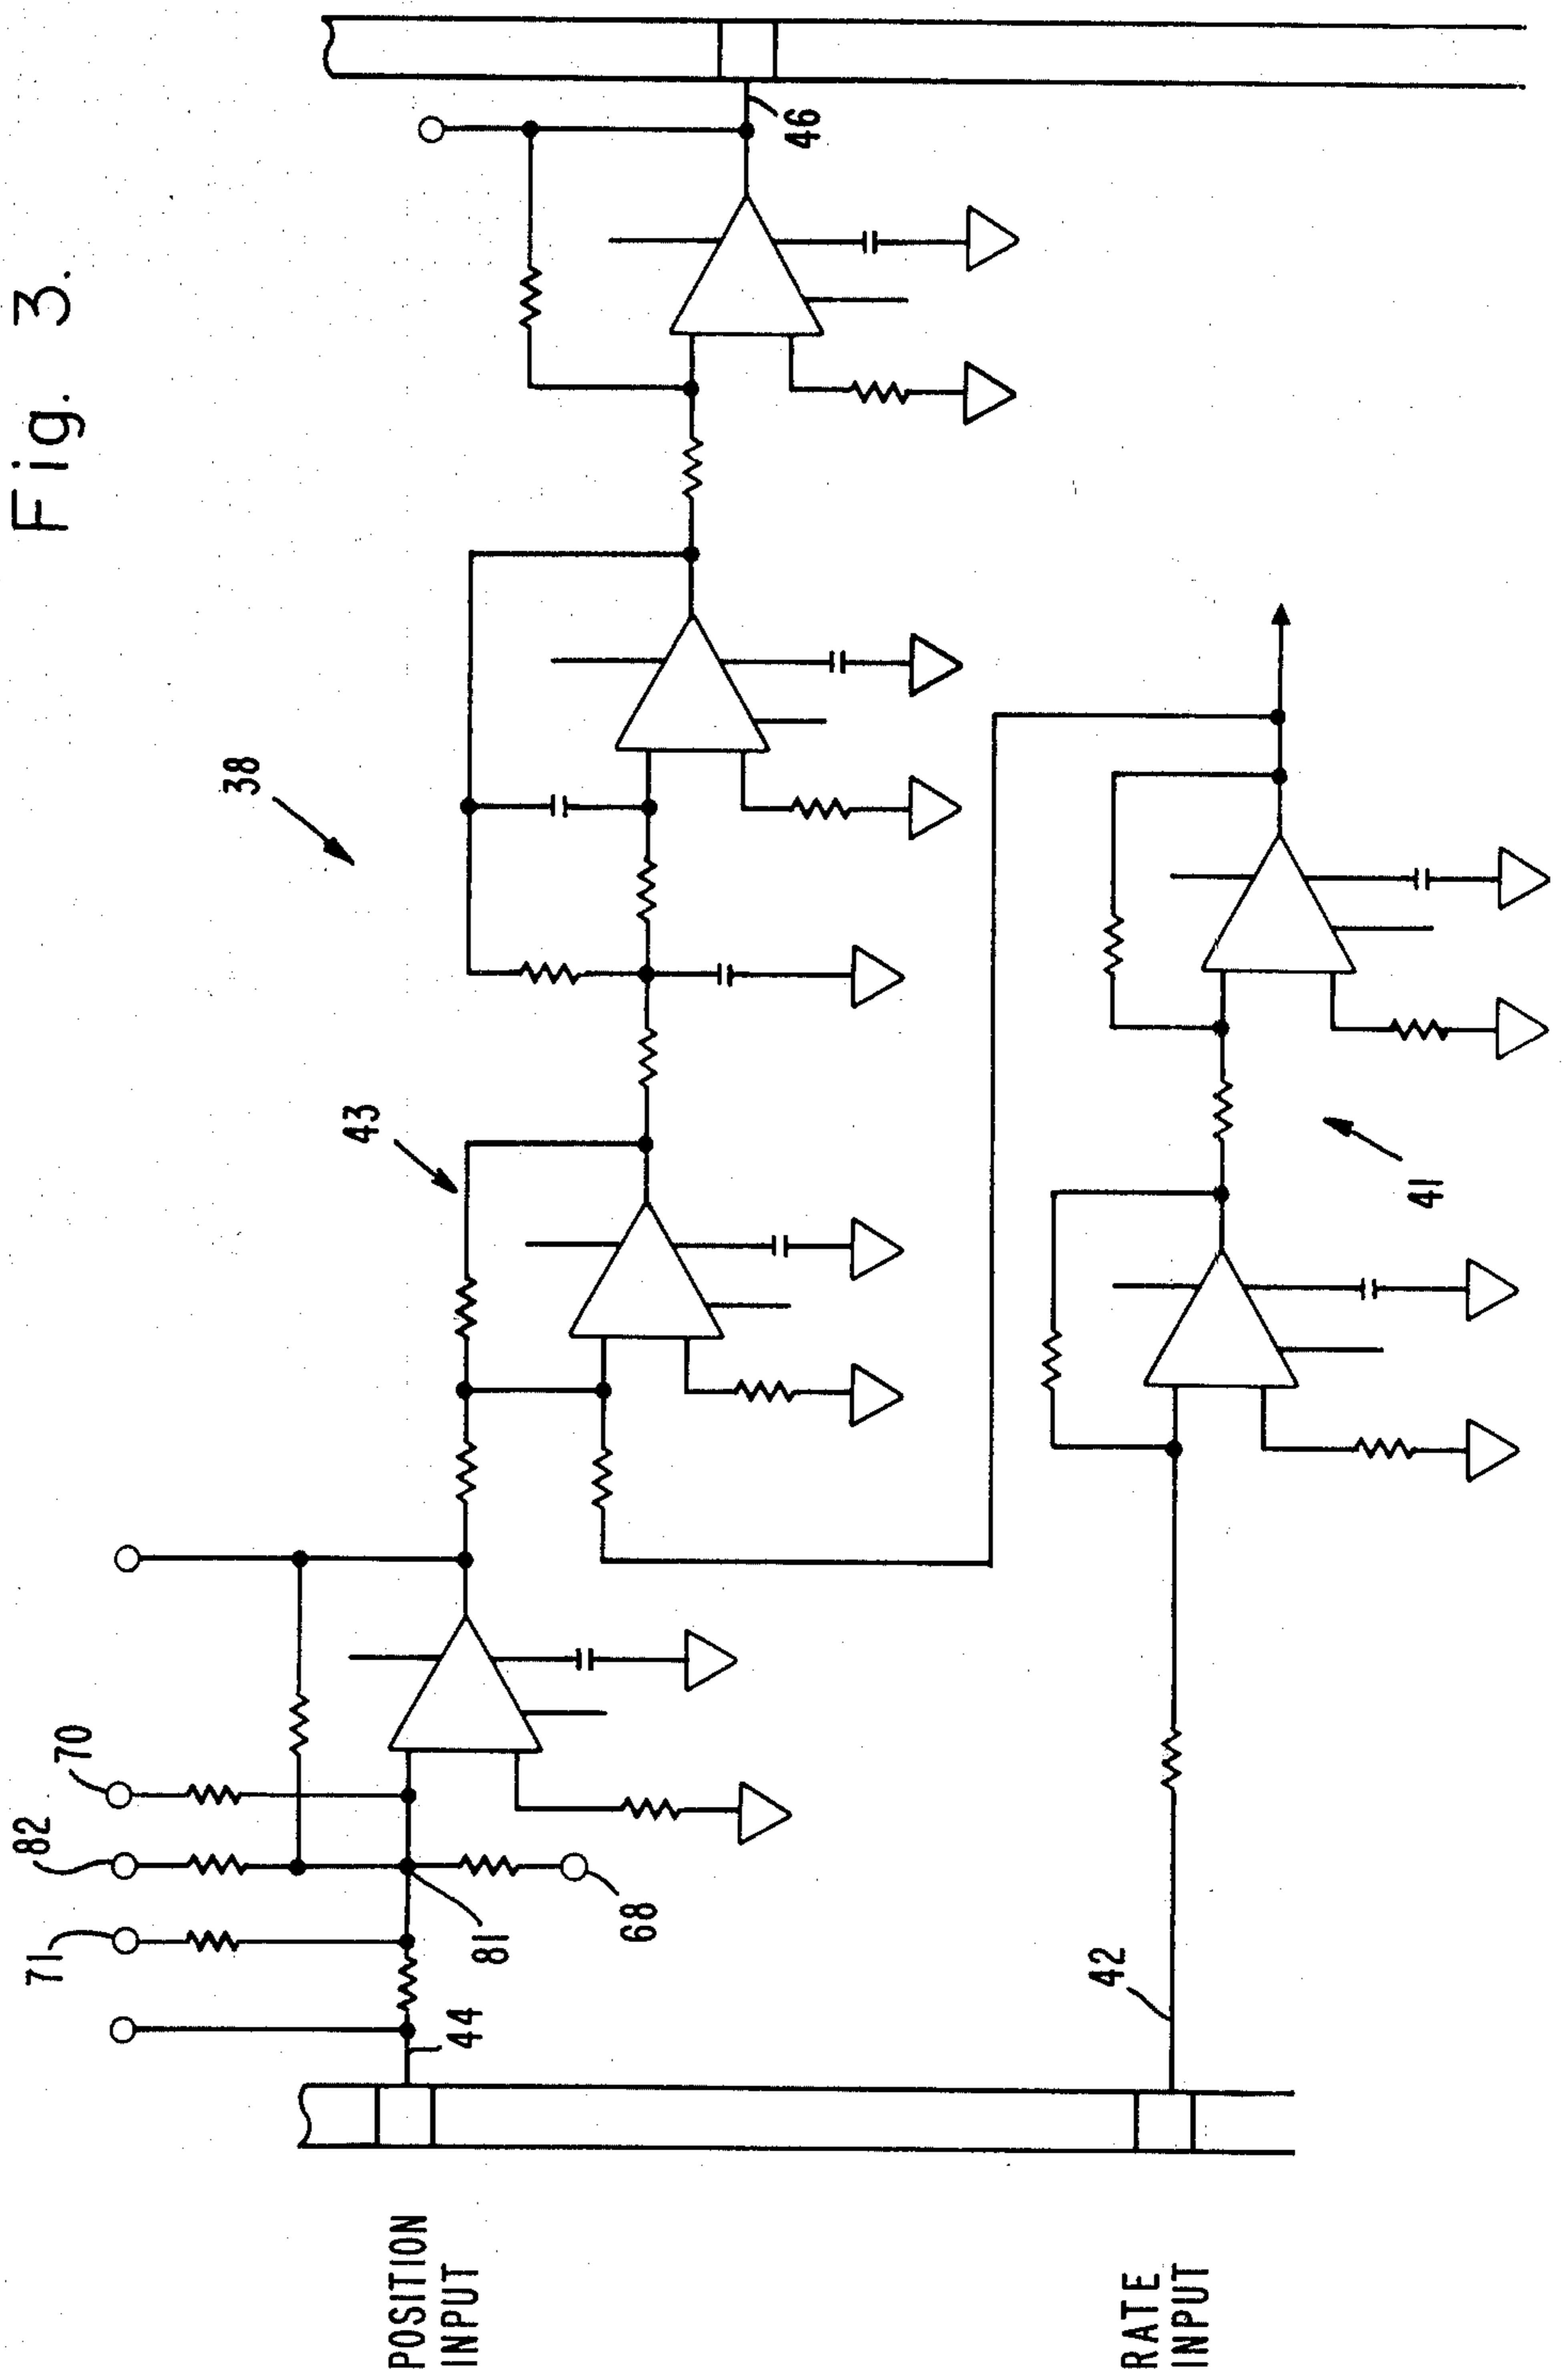 Fig. 3.
38
43
46
70
82
71
81
68
44
42
41
POSITION
INPUT
RATE
INPUT